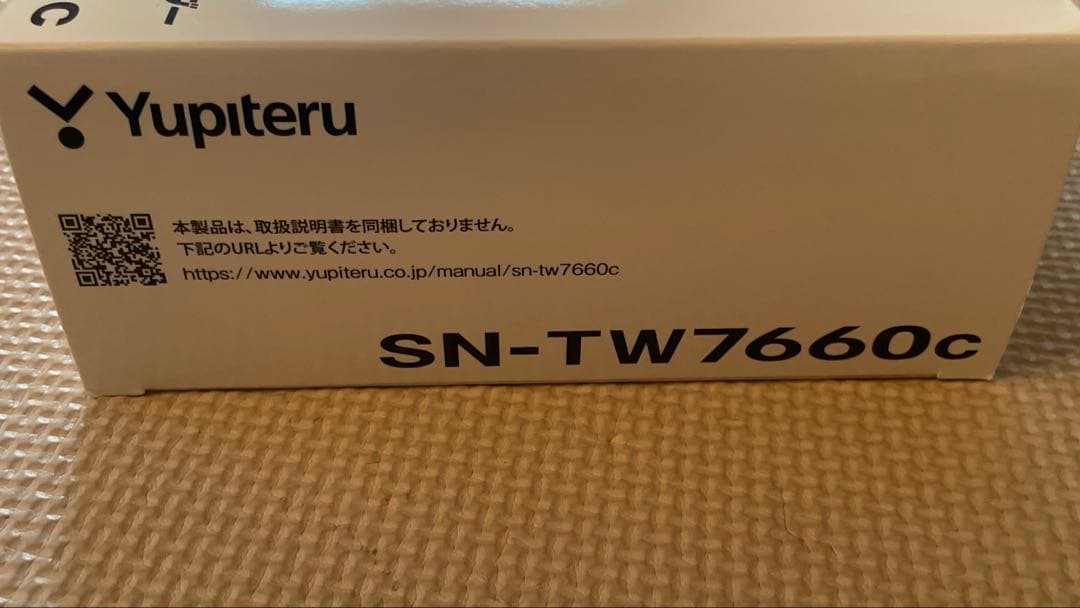 Yupiteru
本製品は、取扱説明書を同梱しておりません。
下記のURLよりご覧ください。
https://www.yupiteru.co.jp/manual/sn-tw7660c
SN-TW7660c